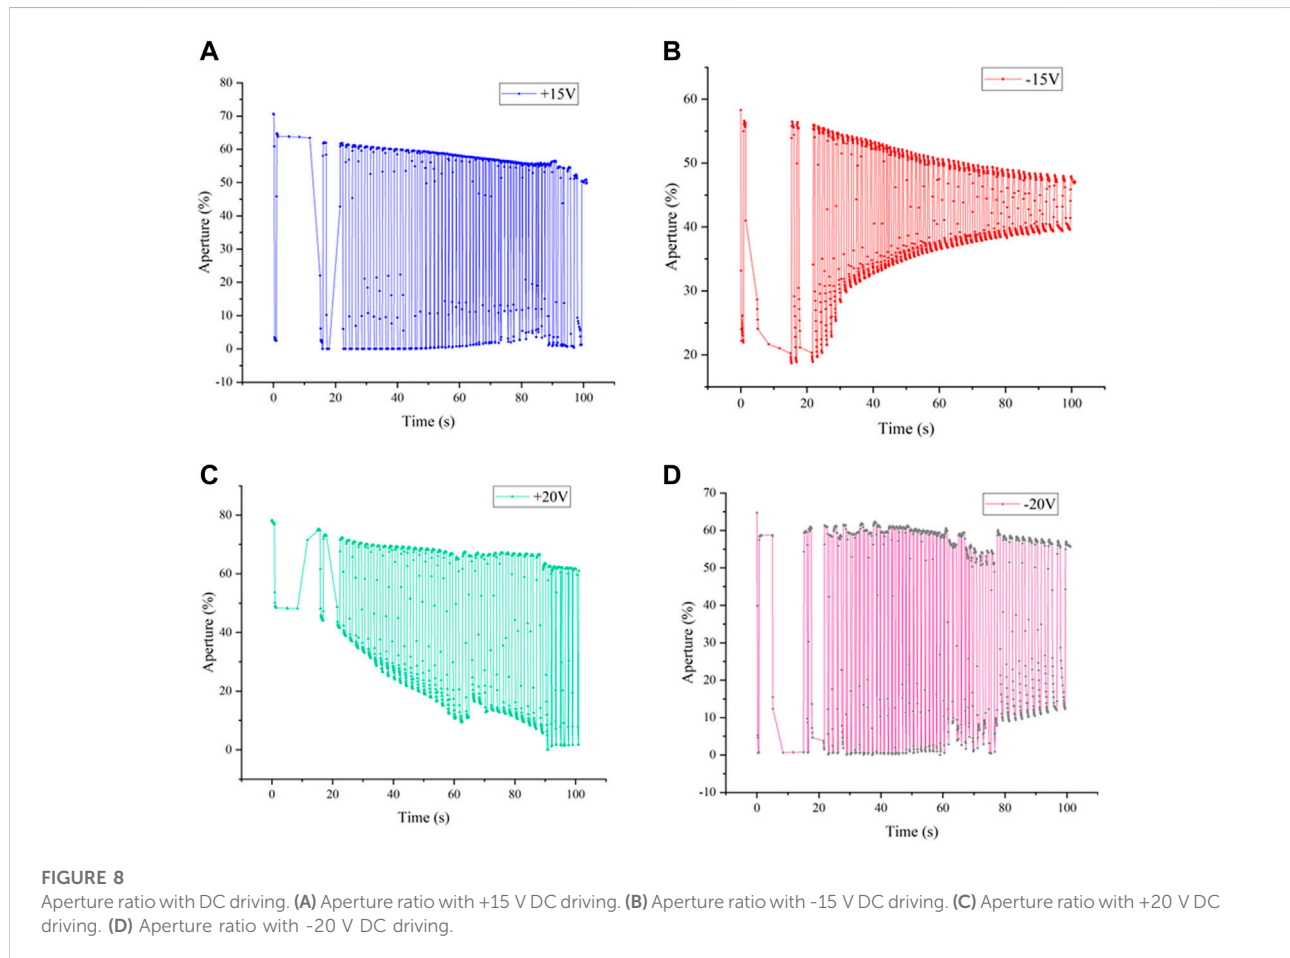 A
+15V
80
70
60
50
40
30
20
10
0
-10
Aperture (%)
0 20 40 60 80 100
Time (s)
B
-15V
60
50
40
30
20
Aperture (%)
0 20 40 60 80 100
Time (s)
C
+20V
80
60
40
20
0
Aperture (%)
0 20 40 60 80 100
Time (s)
D
-20V
70
60
50
40
30
20
10
0
-10
Aperture (%)
0 20 40 60 80 100
Time (s)
FIGURE 8
Aperture ratio with DC driving. (A) Aperture ratio with +15 V DC driving. (B) Aperture ratio with -15 V DC driving. (C) Aperture ratio with +20 V DC
driving. (D) Aperture ratio with -20 V DC driving.